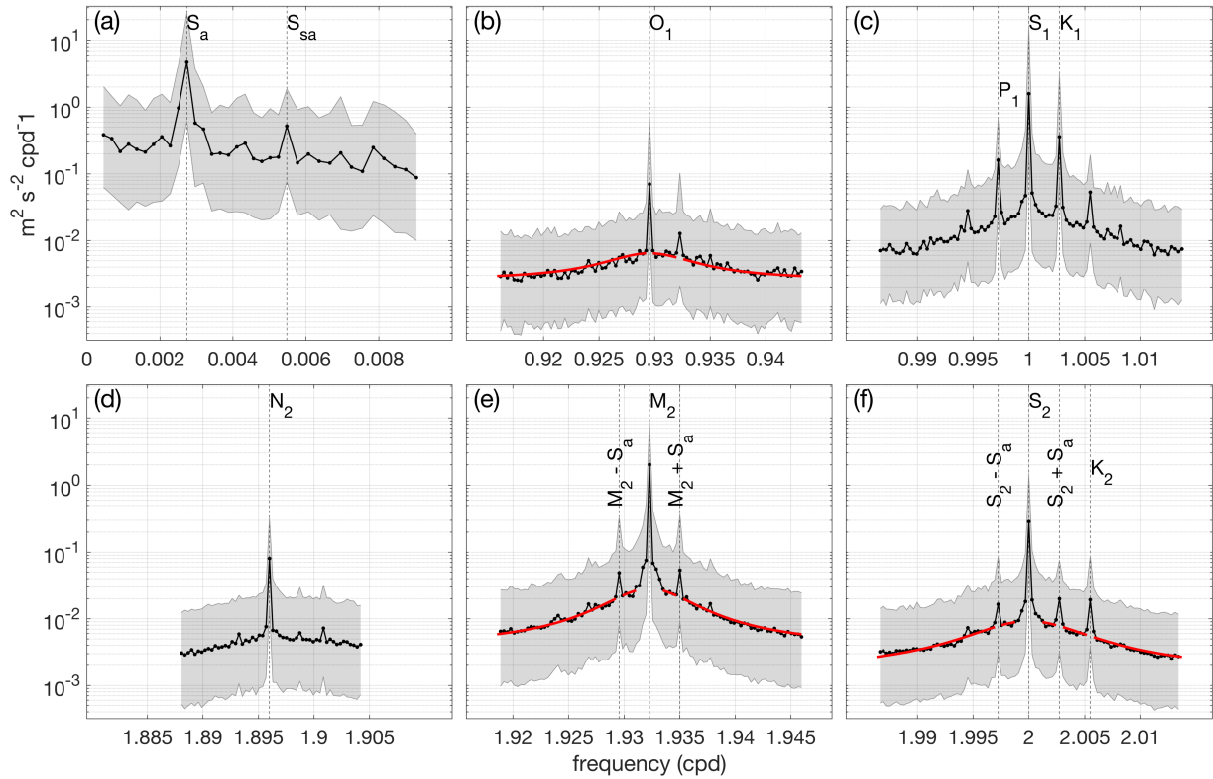 (a)
S_a
S_sa
(b)
O_1
(c)
S_1
K_1
P_1
10^1
10^0
10^-1
10^-2
10^-3
m^2 s^-2 cpd^-1
0
0.002
0.004
0.006
0.008
0.92
0.925
0.93
0.935
0.94
0.99
0.995
1
1.005
1.01
(d)
N_2
(e)
M_2
M_2 - S_a
M_2 + S_a
(f)
S_2
S_2 - S_a
S_2 + S_a
K_2
10^1
10^0
10^-1
10^-2
10^-3
1.885
1.89
1.895
1.9
1.905
1.92
1.925
1.93
1.935
1.94
1.945
1.99
1.995
2
2.005
2.01
frequency (cpd)